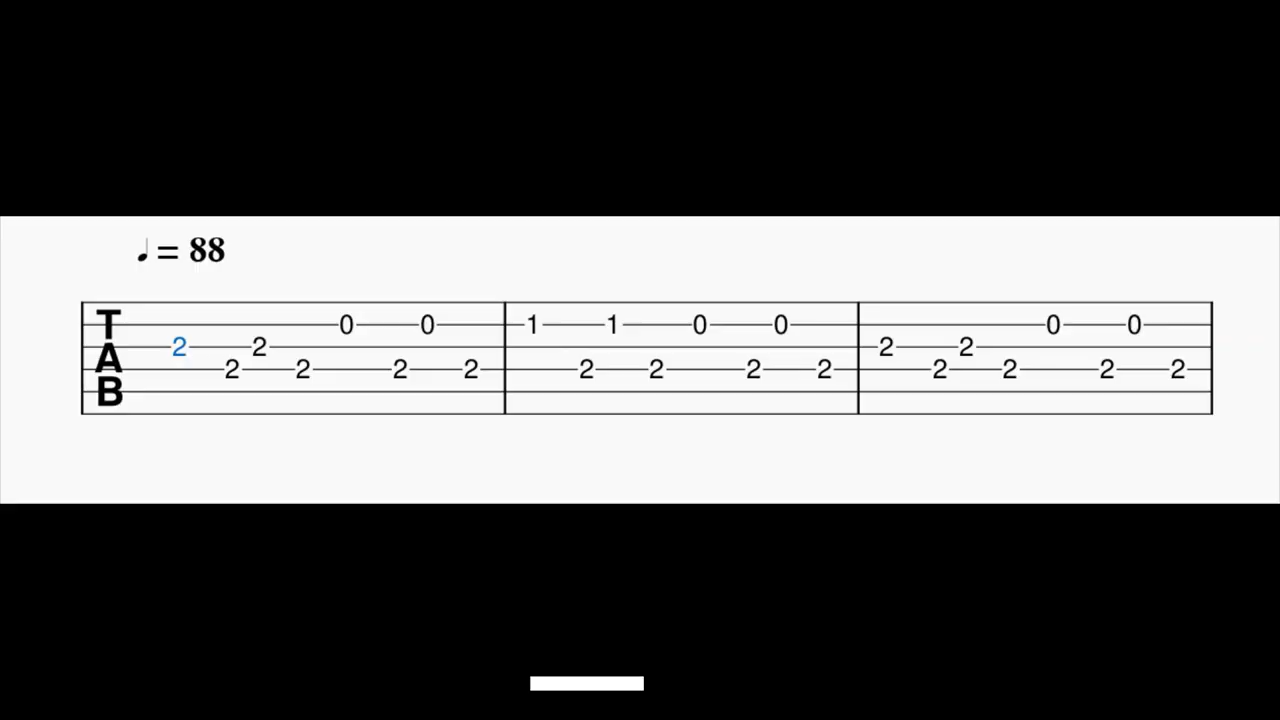 ♩ = 88
T 0 0 1 1 0 0 0 0
A 2 2 2 2
B 2 2 2 2 2 2 2 2 2 2 2 2